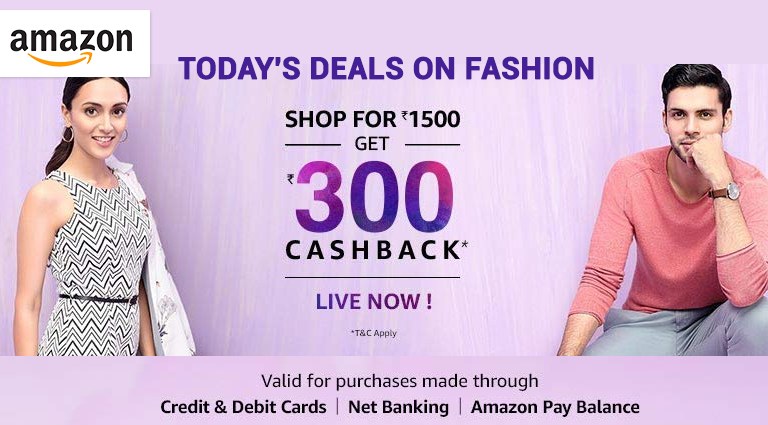 amazon
TODAY'S DEALS ON FASHION
SHOP FOR ₹1500
GET
₹300
CASHBACK*
LIVE NOW !
*T&C Apply
Valid for purchases made through
Credit & Debit Cards | Net Banking | Amazon Pay Balance